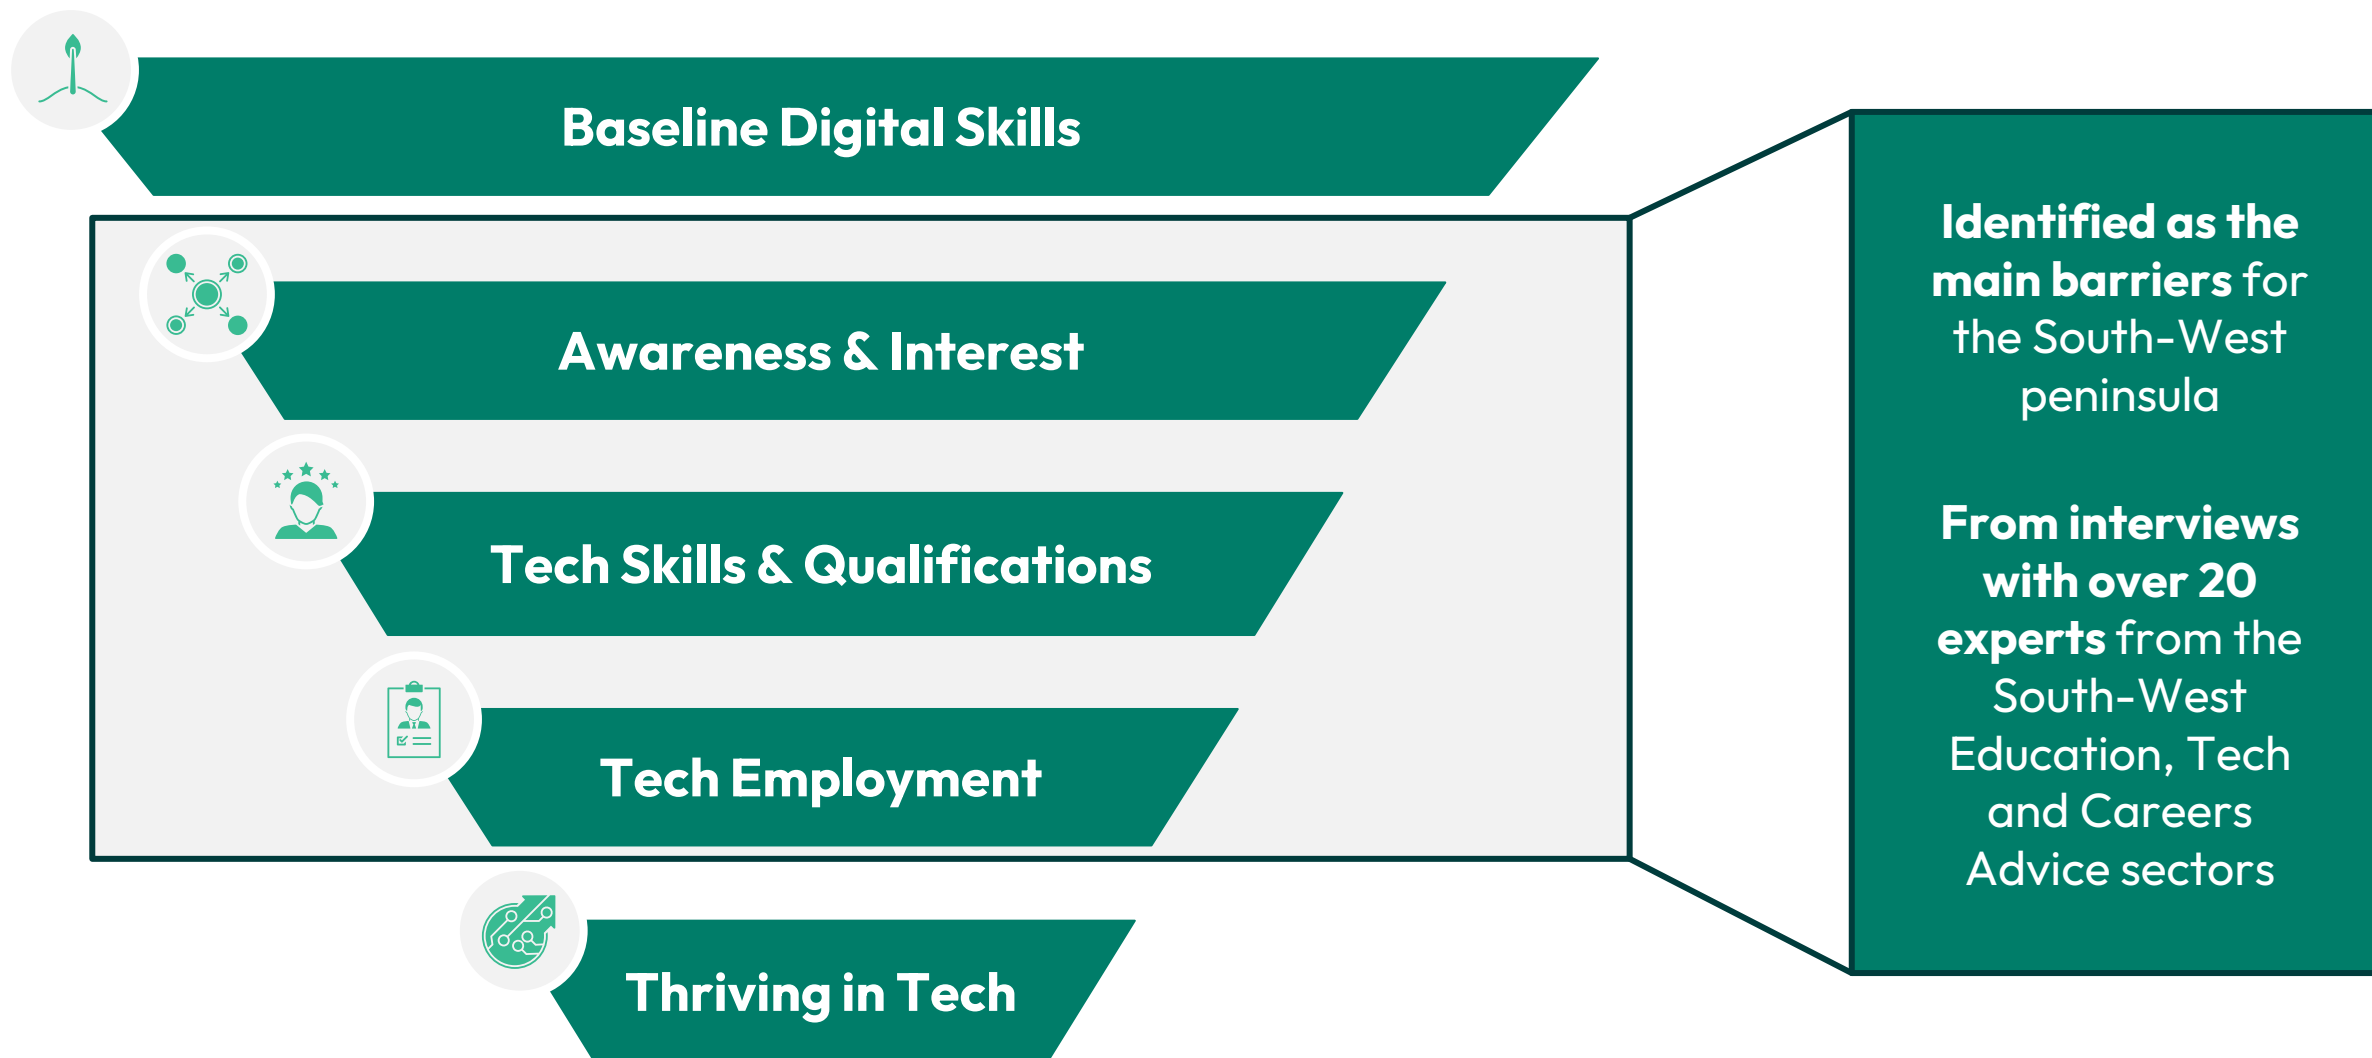 Baseline Digital Skills
Awareness & Interest
Tech Skills & Qualifications
Tech Employment
Thriving in Tech
Identified as the
main barriers for
the South-West
peninsula
From interviews
with over 20
experts from the
South-West
Education, Tech
and Careers
Advice sectors